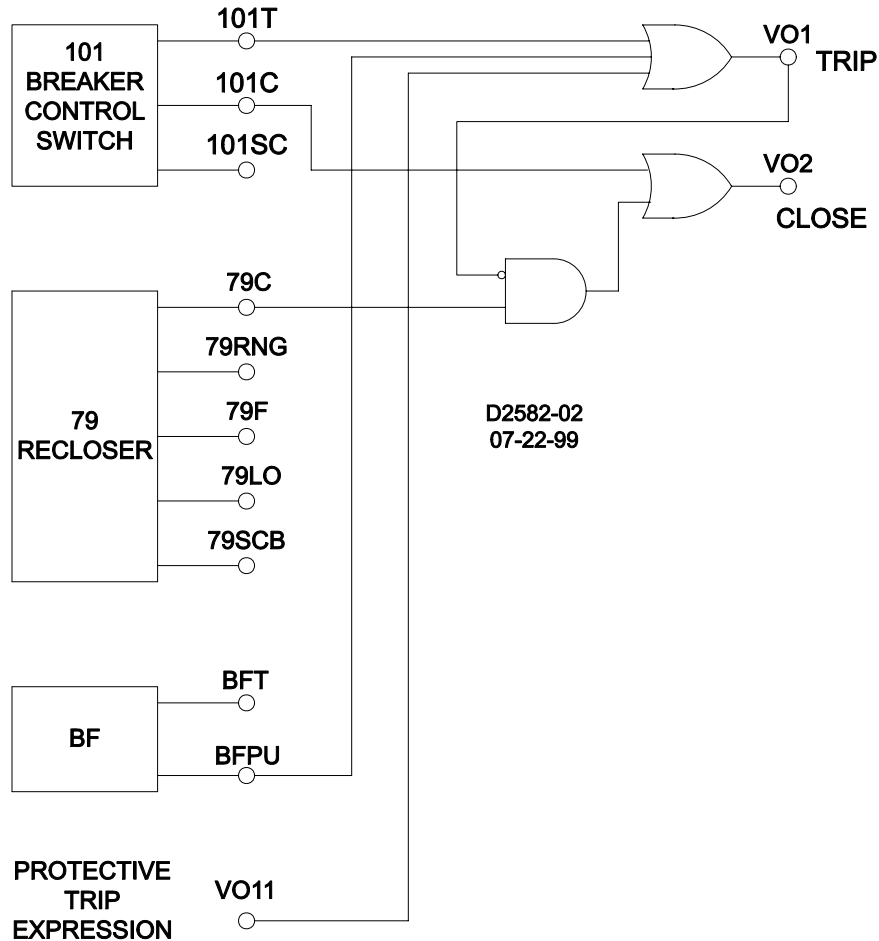 101
BREAKER
CONTROL
SWITCH
101T
101C
101SC
VO1
TRIP
VO2
CLOSE
79
RECLOSER
79C
79RNG
79F
79LO
79SCB
D2582-02
07-22-99
BF
BFT
BFPU
PROTECTIVE
TRIP
EXPRESSION
VO11